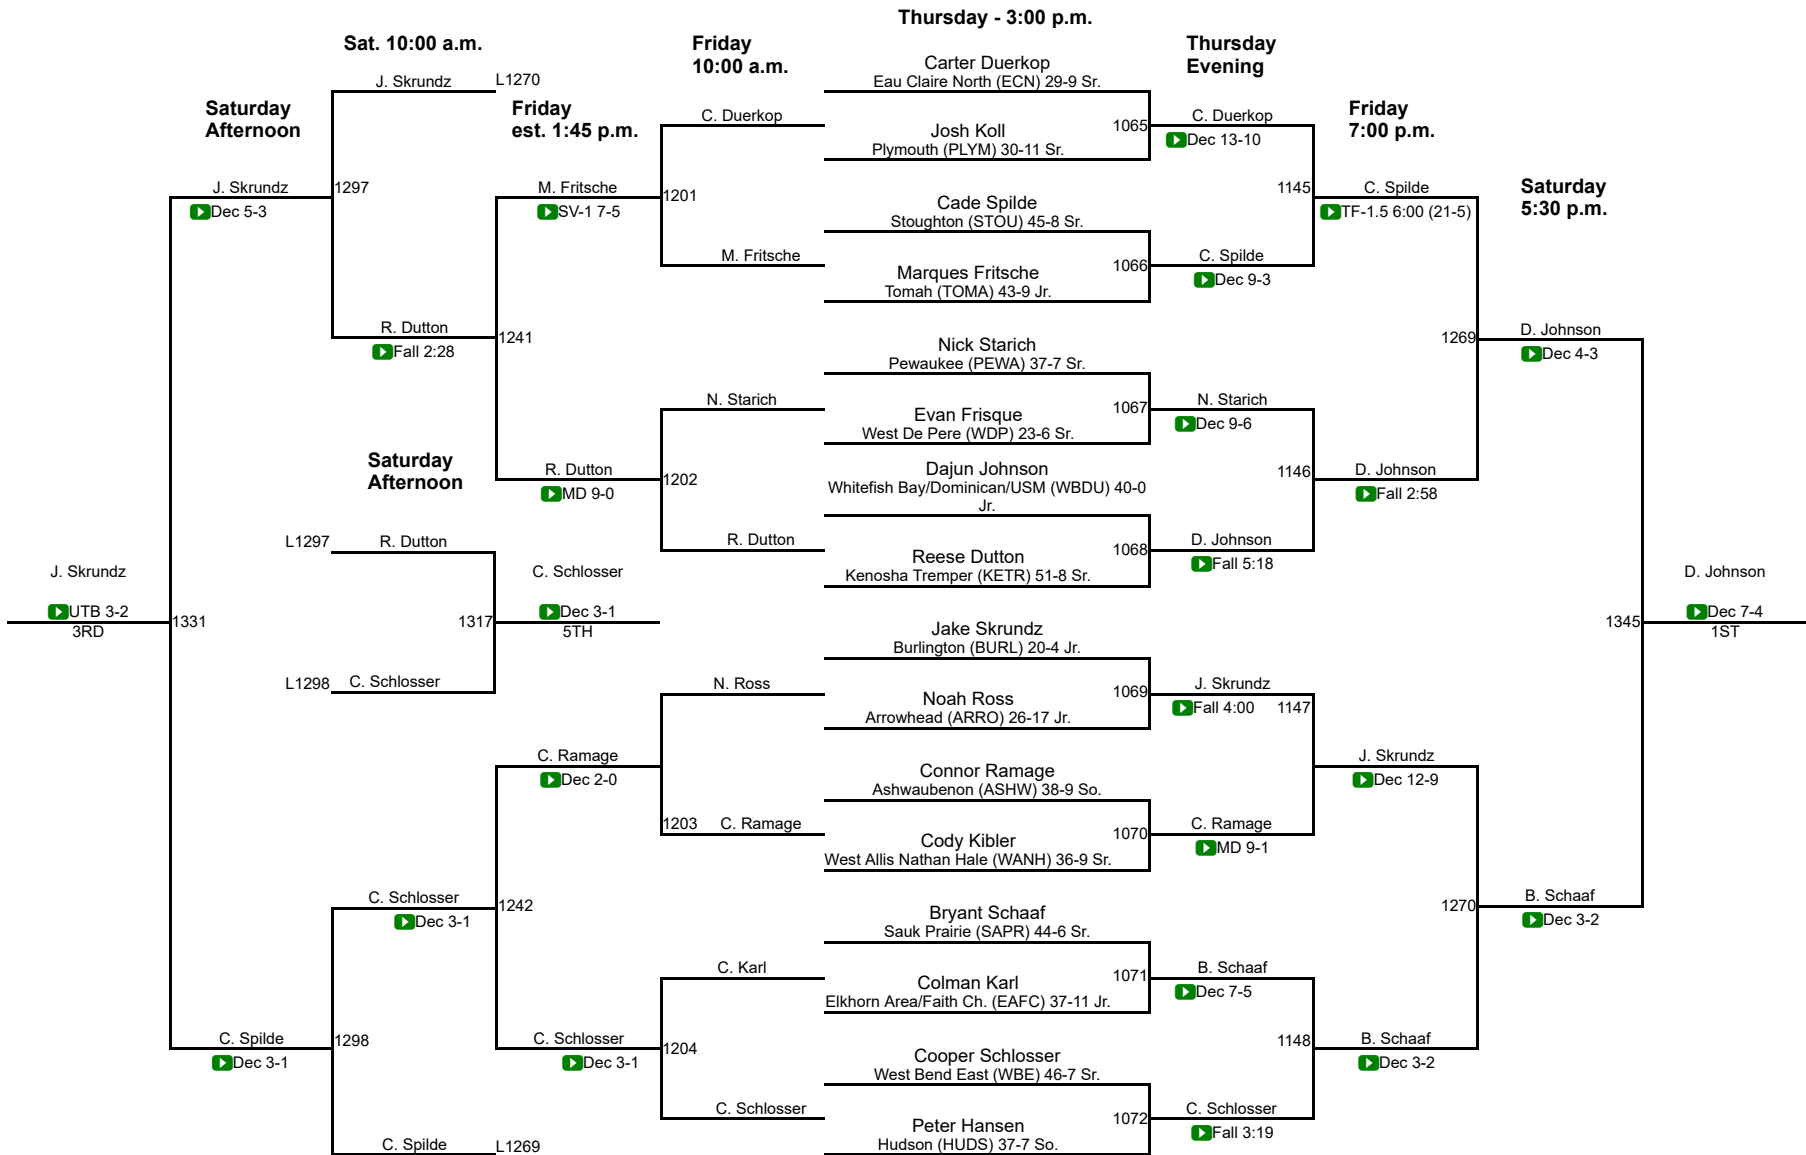 Thursday - 3:00 p.m.
Sat. 10:00 a.m.
Friday
10:00 a.m.
Thursday
Evening
Carter Duerkop
Eau Claire North (ECN) 29-9 Sr.
J. Skrundz
L1270
Saturday
Afternoon
Friday
est. 1:45 p.m.
Friday
7:00 p.m.
C. Duerkop
1065
C. Duerkop
Dec 13-10
Josh Koll
Plymouth (PLYM) 30-11 Sr.
J. Skrundz
Dec 5-3
1297
M. Fritsche
SV-1 7-5
1201
1145
C. Spilde
TF-1.5 6:00 (21-5)
Saturday
5:30 p.m.
Cade Spilde
Stoughton (STOU) 45-8 Sr.
M. Fritsche
1066
C. Spilde
Dec 9-3
Marques Fritsche
Tomah (TOMA) 43-9 Jr.
R. Dutton
Fall 2:28
1241
1269
D. Johnson
Dec 4-3
Nick Starich
Pewaukee (PEWA) 37-7 Sr.
N. Starich
1067
N. Starich
Dec 9-6
Evan Frisque
West De Pere (WDP) 23-6 Sr.
Saturday
Afternoon
R. Dutton
MD 9-0
1202
Dajun Johnson
Whitefish Bay/Dominican/USM (WBDU) 40-0
Jr.
1146
D. Johnson
Fall 2:58
L1297
R. Dutton
R. Dutton
1068
D. Johnson
Fall 5:18
Reese Dutton
Kenosha Tremper (KETR) 51-8 Sr.
J. Skrundz
UTB 3-2
3RD
1331
1317
C. Schlosser
Dec 3-1
5TH
1345
D. Johnson
Dec 7-4
1ST
Jake Skrundz
Burlington (BURL) 20-4 Jr.
L1298
C. Schlosser
N. Ross
1069
J. Skrundz
Fall 4:00
1147
Noah Ross
Arrowhead (ARRO) 26-17 Jr.
C. Ramage
Dec 2-0
J. Skrundz
Dec 12-9
Connor Ramage
Ashwaubenon (ASHW) 38-9 So.
1203
C. Ramage
1070
C. Ramage
MD 9-1
Cody Kibler
West Allis Nathan Hale (WANH) 36-9 Sr.
C. Schlosser
Dec 3-1
1242
1270
B. Schaaf
Dec 3-2
Bryant Schaaf
Sauk Prairie (SAPR) 44-6 Sr.
C. Karl
1071
B. Schaaf
Dec 7-5
Colman Karl
Elkhorn Area/Faith Ch. (EAFC) 37-11 Jr.
C. Spilde
Dec 3-1
1298
C. Schlosser
Dec 3-1
1204
1148
B. Schaaf
Dec 3-2
Cooper Schlosser
West Bend East (WBE) 46-7 Sr.
C. Schlosser
1072
C. Schlosser
Fall 3:19
Peter Hansen
Hudson (HUDS) 37-7 So.
C. Spilde
L1269